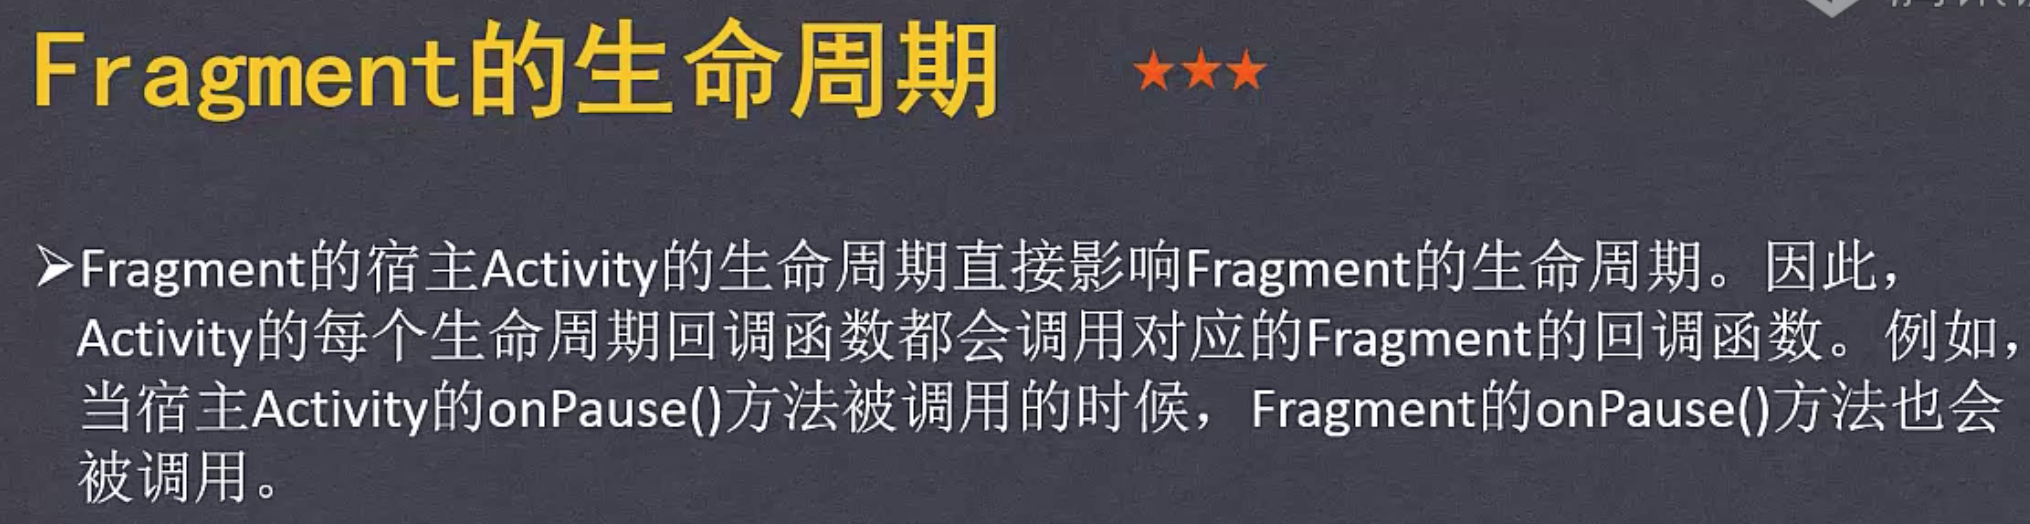 Fragment的生命周期 ★★★
➢Fragment的宿主Activity的生命周期直接影响Fragment的生命周期。因此，
Activity的每个生命周期回调函数都会调用对应的Fragment的回调函数。例如，
当宿主Activity的onPause()方法被调用的时候，Fragment的onPause()方法也会
被调用。